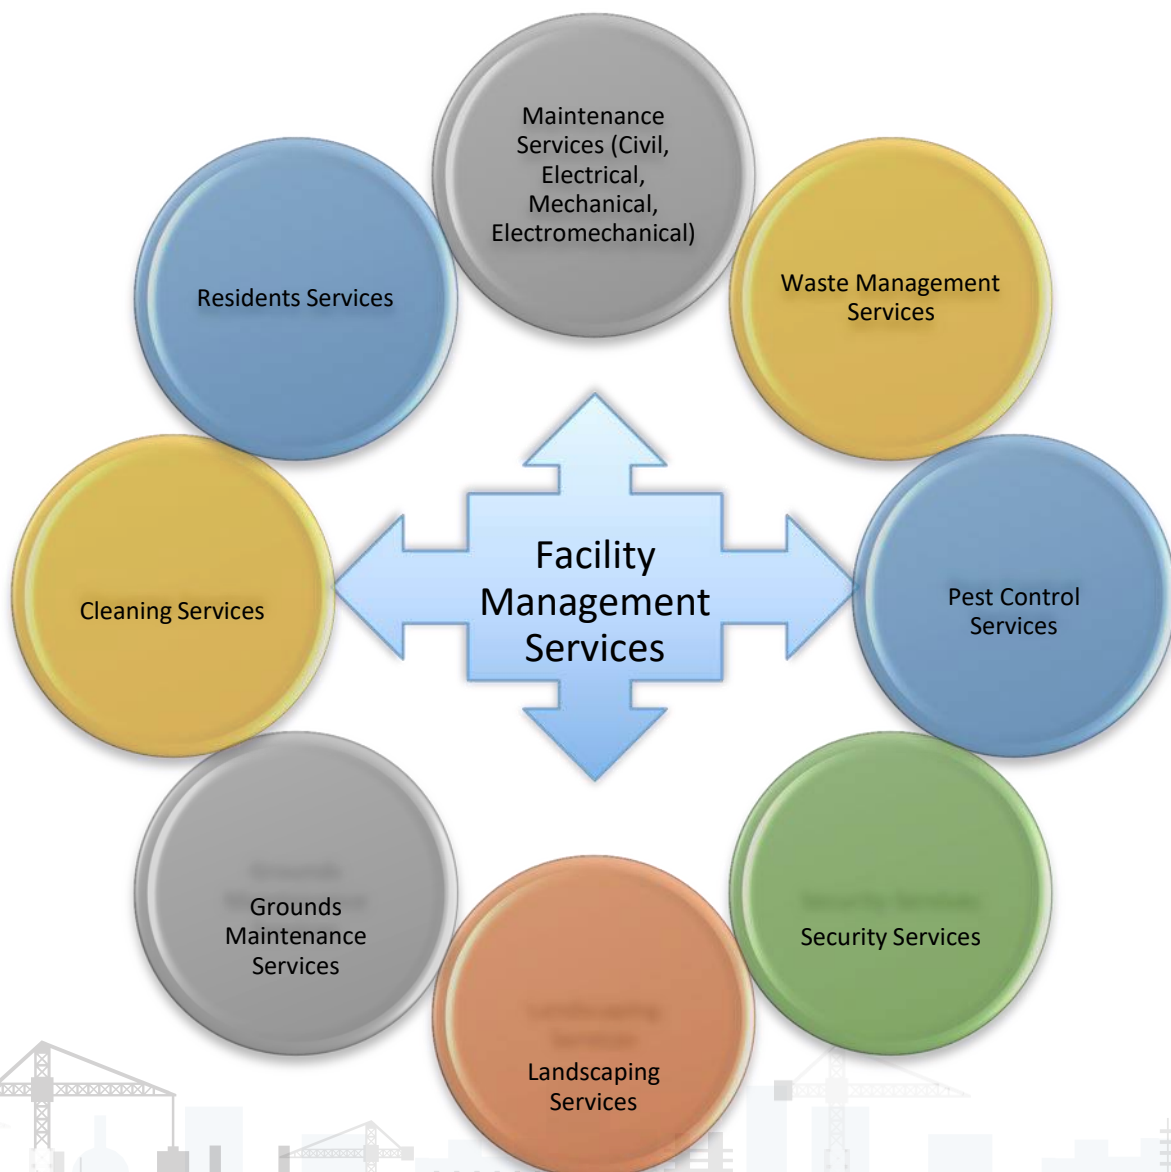 Maintenance
Services (Civil,
Electrical,
Mechanical,
Electromechanical)
Waste Management
Services
Pest Control
Services
Security Services
Landscaping
Services
Grounds
Maintenance
Services
Cleaning Services
Residents Services
Facility
Management
Services